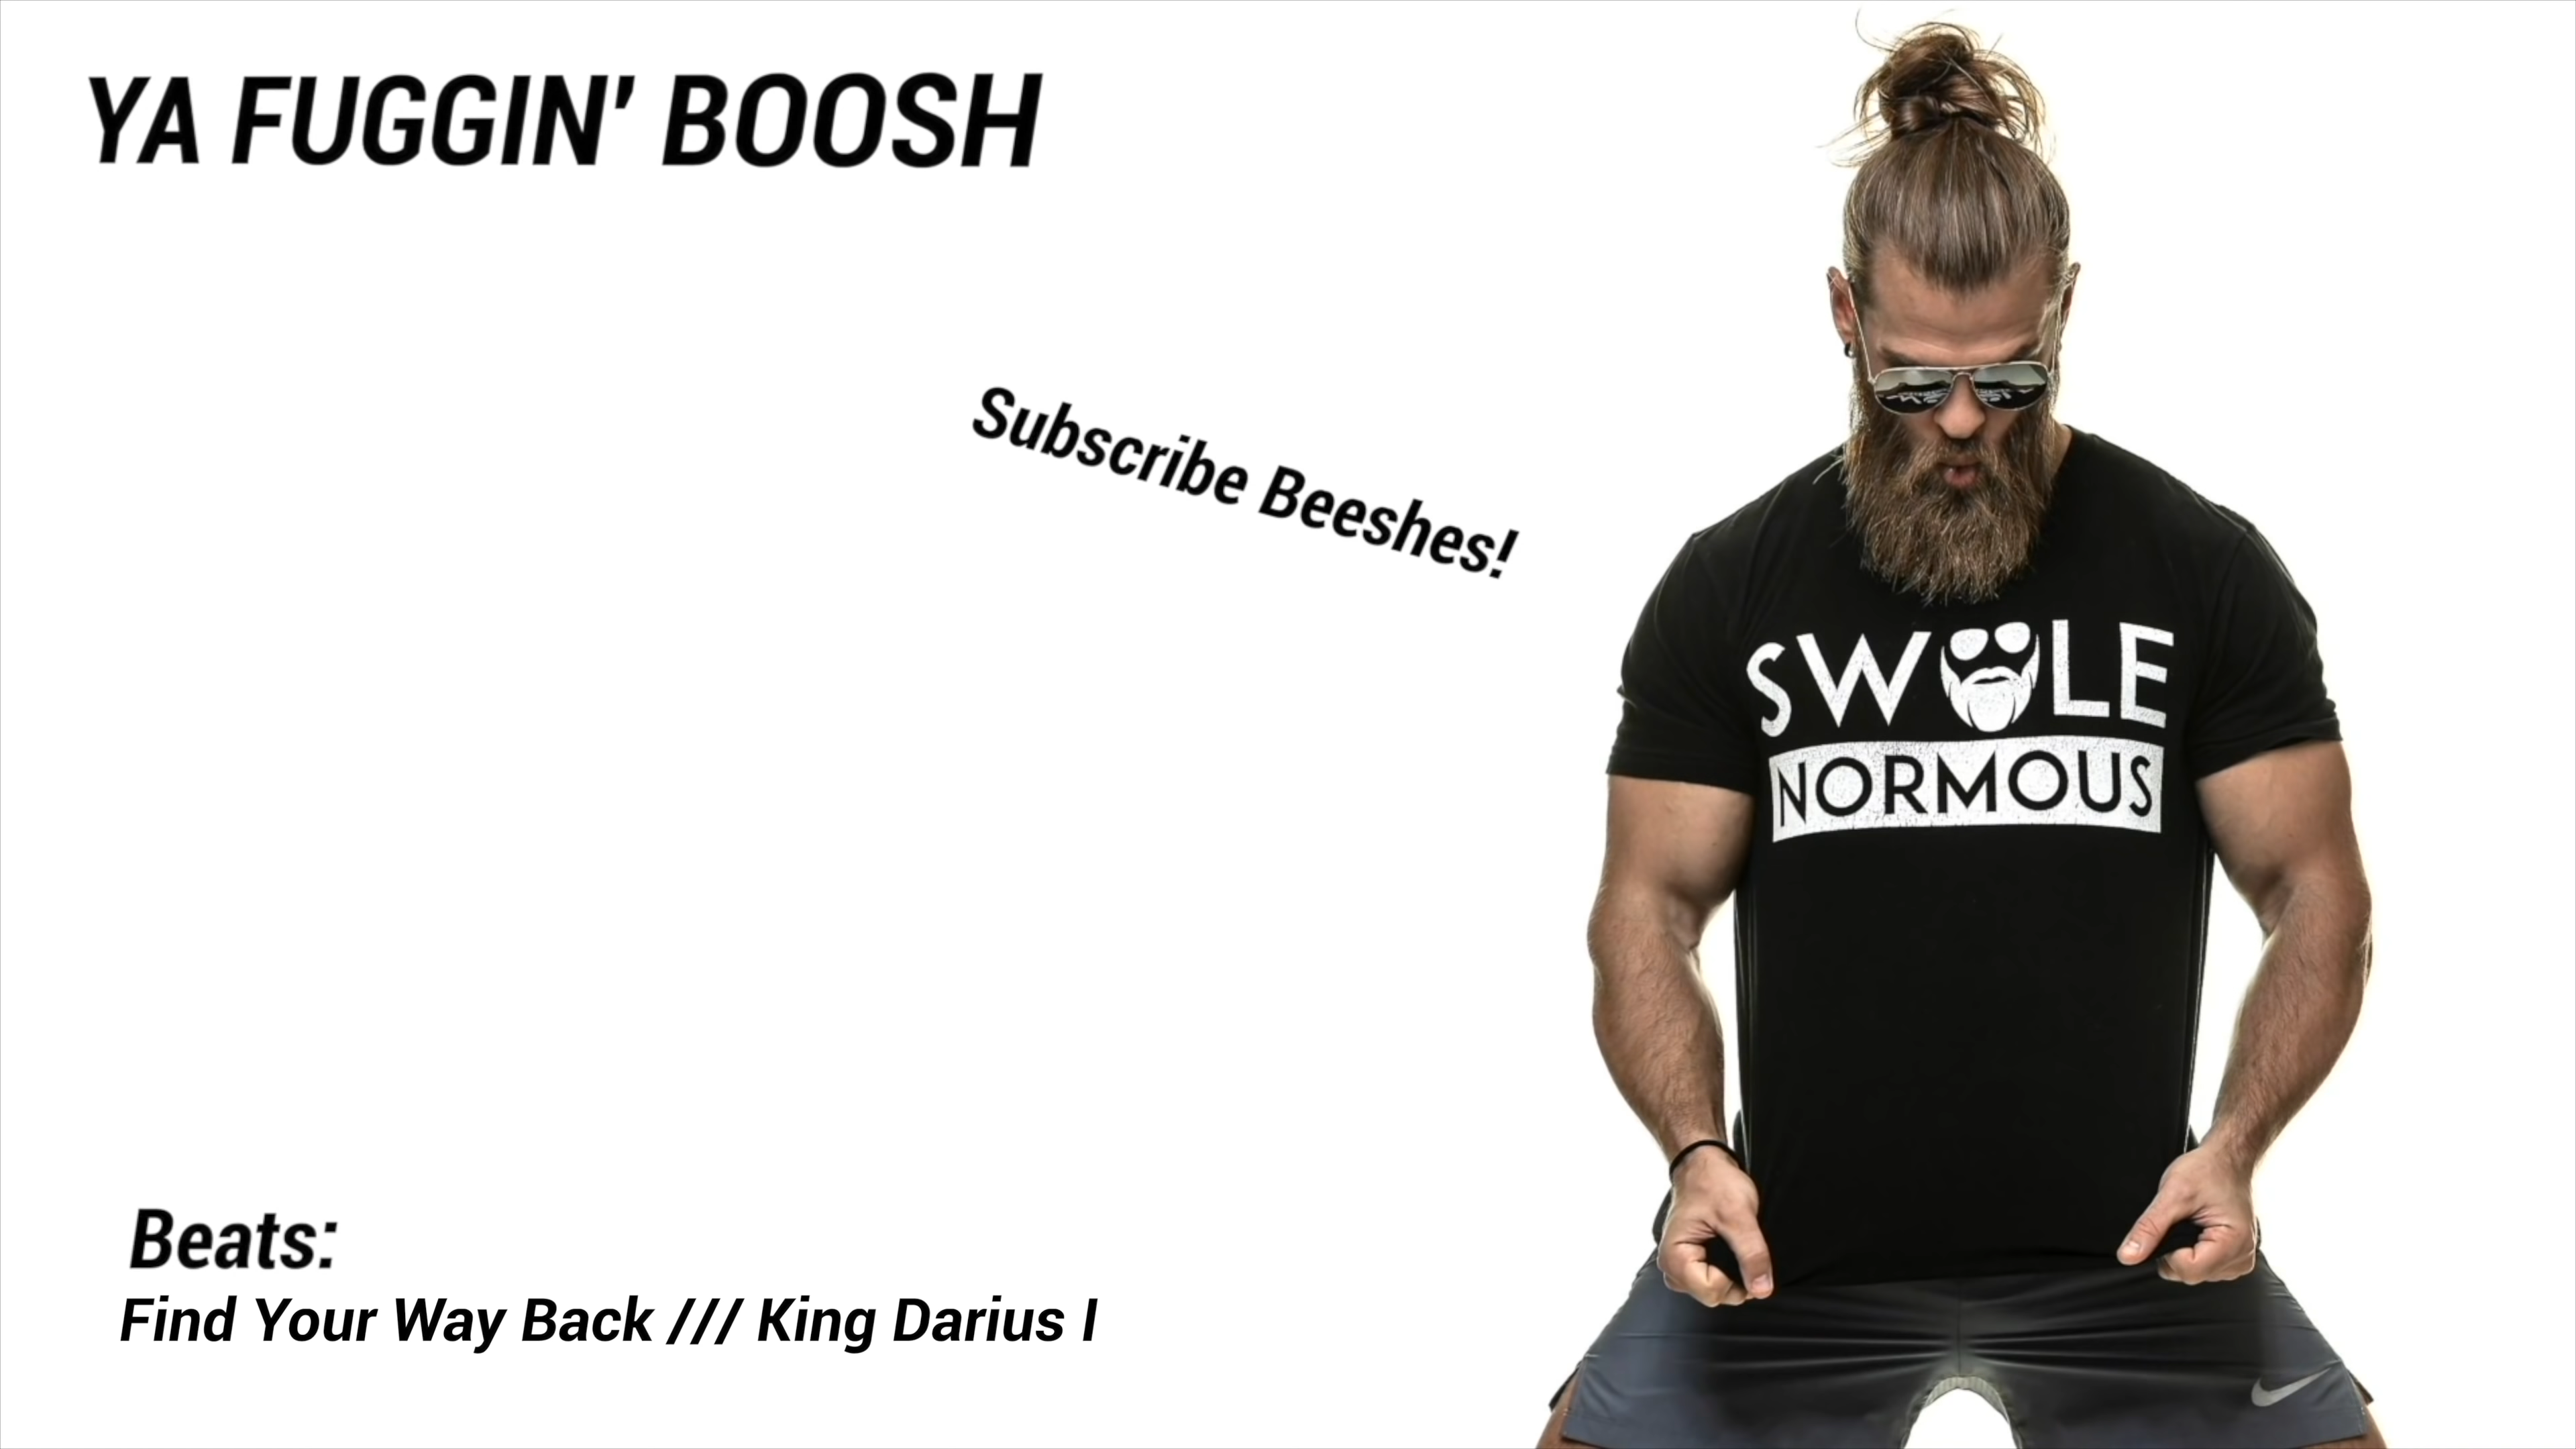 YA FUGGIN' BOOSH
Subscribe Beeshes!
SWOLE
NORMOUS
Beats:
Find Your Way Back /// King Darius I